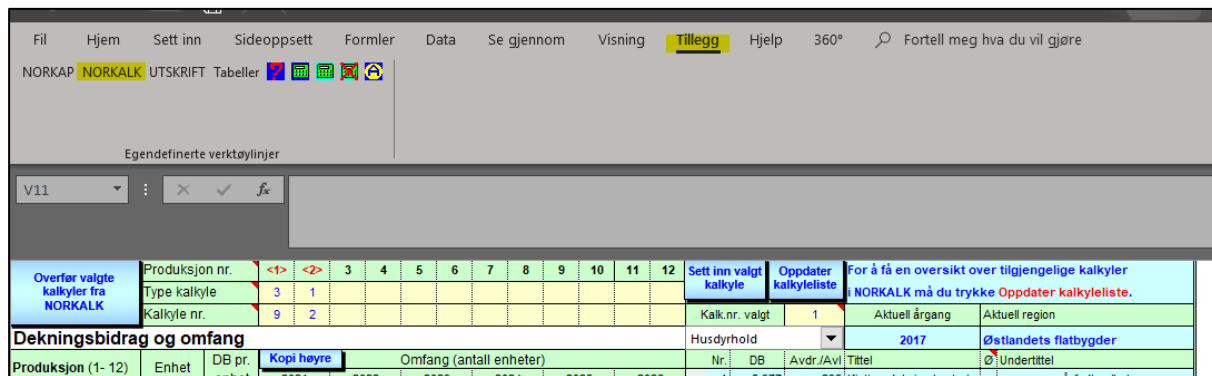 Fil Hjem Sett inn Sideoppsett Formler Data Se gjennom Visning Tillegg Hjelp 360° Fortell meg hva du vil gjøre
NORKAP NORKALK UTSKRIFT Tabeller ? A
Egendefinerte verktøylinjer
V11 fx
Overfør valgte kalkyler fra NORKALK
Produksjon nr. <1> <2> 3 4 5 6 7 8 9 10 11 12
Type kalkyle 3 1
Kalkyle nr. 9 2
Sett inn valgt kalkyle
Oppdater kalkyleliste
For å få en oversikt over tilgjengelige kalkyler
i NORKALK må du trykke Oppdater kalkyleliste.
Kalk.nr. valgt 1 Aktuell årgang Aktuell region
Dekningsbidrag og omfang Husdyrhold 2017 Østlandets flatbygder
Produksjon (1- 12) Enhet DB pr. Kopi høyre Omfang (antall enheter) Nr. DB Avdr./Avl Tittel Ø Undertittel